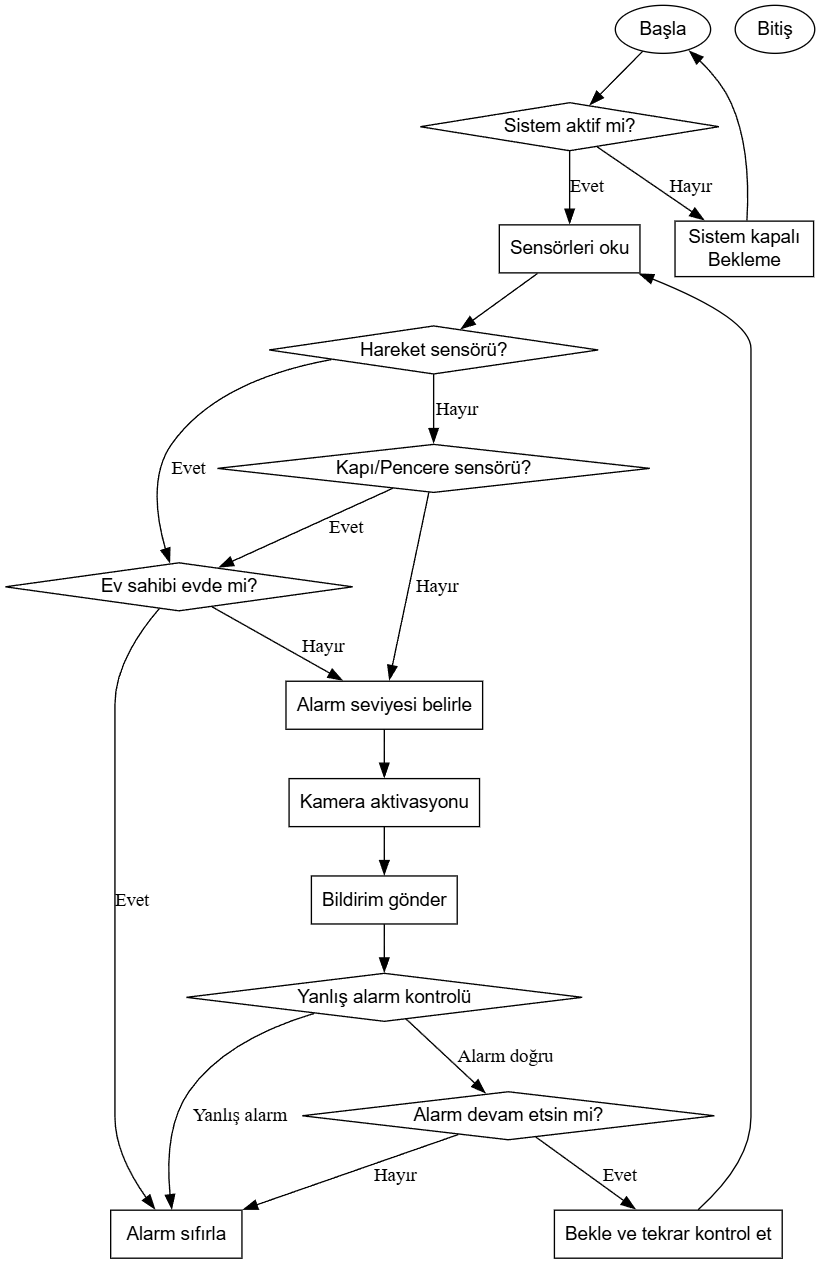 Başla
Bitiş
Sistem aktif mi?
Evet
Hayır
Sensörleri oku
Sistem kapalı
Bekleme
Hareket sensörü?
Hayır
Evet
Kapı/Pencere sensörü?
Evet
Hayır
Ev sahibi evde mi?
Hayır
Alarm seviyesi belirle
Kamera aktivasyonu
Evet
Bildirim gönder
Yanlış alarm kontrolü
Alarm doğru
Yanlış alarm
Alarm devam etsin mi?
Hayır
Evet
Alarm sıfırla
Bekle ve tekrar kontrol et